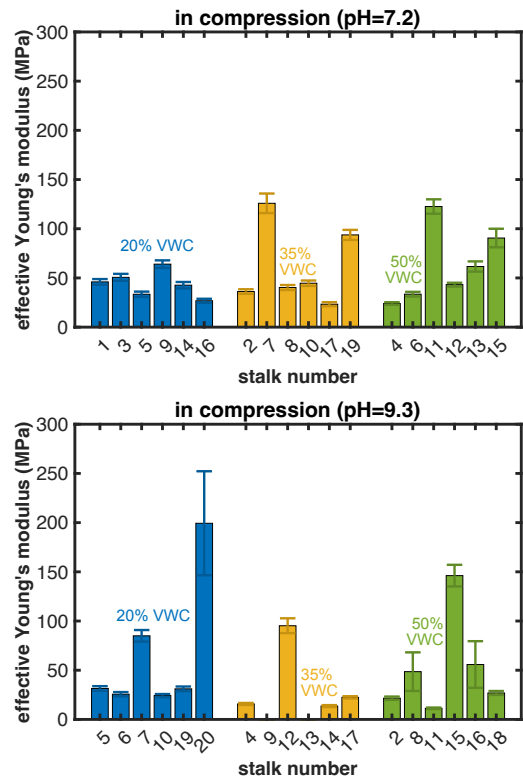 in compression (pH=7.2)
effective Young's modulus (MPa)
300
250
200
150
100
50
0
20% VWC
35%
VWC
50%
VWC
1 3 5 9 14 16 2 7 8 10 17 19 4 6 11 12 13 15
stalk number
in compression (pH=9.3)
effective Young's modulus (MPa)
300
250
200
150
100
50
0
20% VWC
35%
VWC
50%
VWC
5 6 7 10 19 20 4 9 12 13 14 17 2 8 11 15 16 18
stalk number